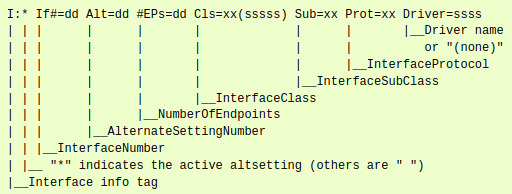 I:* If#=dd Alt=dd #EPs=dd Cls=xx(sssss) Sub=xx Prot=xx Driver=ssss
| | |      |      |       |             |      |       |__Driver name
| | |      |      |       |             |      |          or "(none)"
| | |      |      |       |             |      |__InterfaceProtocol
| | |      |      |       |             |__InterfaceSubClass
| | |      |      |       |__InterfaceClass
| | |      |      |__NumberOfEndpoints
| | |      |__AlternateSettingNumber
| | |__InterfaceNumber
| |__ "*" indicates the active altsetting (others are " ")
|__Interface info tag